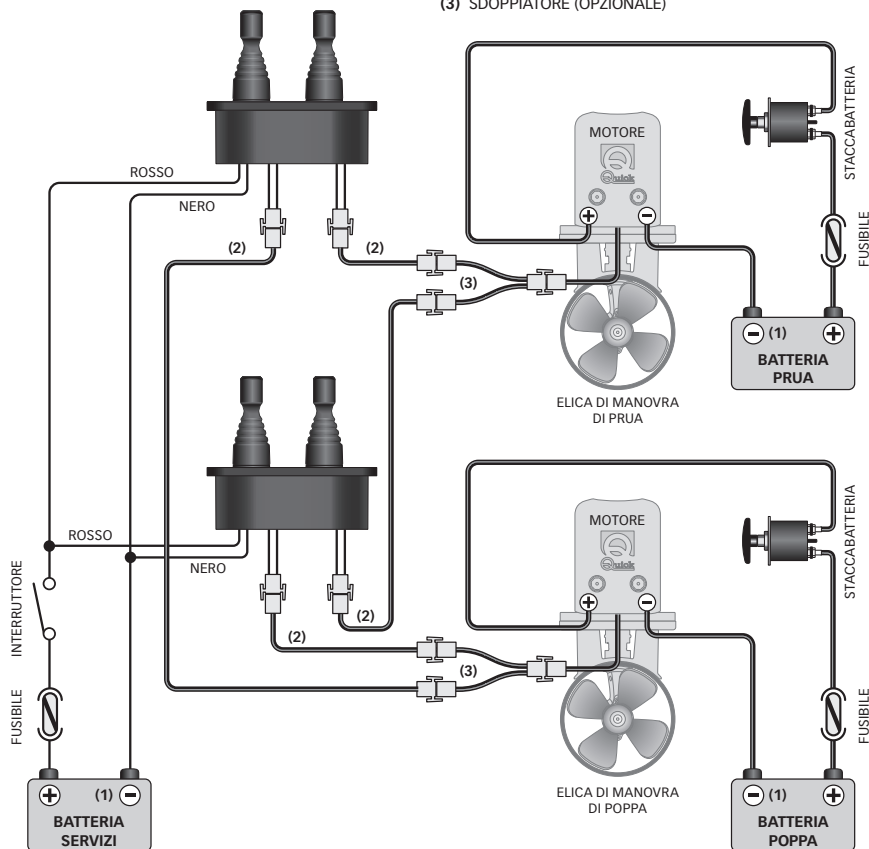 (3) SDOPPIATORE (OPZIONALE)
STACCABATTERIA
MOTORE
Quick
ROSSO
NERO
(2)
(2)
(3)
FUSIBILE
(1)
BATTERIA
PRUA
ELICA DI MANOVRA
DI PRUA
STACCABATTERIA
MOTORE
Quick
ROSSO
NERO
INTERRUTTORE
(2)
(2)
(3)
FUSIBILE
FUSIBILE
(1)
BATTERIA
SERVIZI
ELICA DI MANOVRA
DI POPPA
(1)
BATTERIA
POPPA